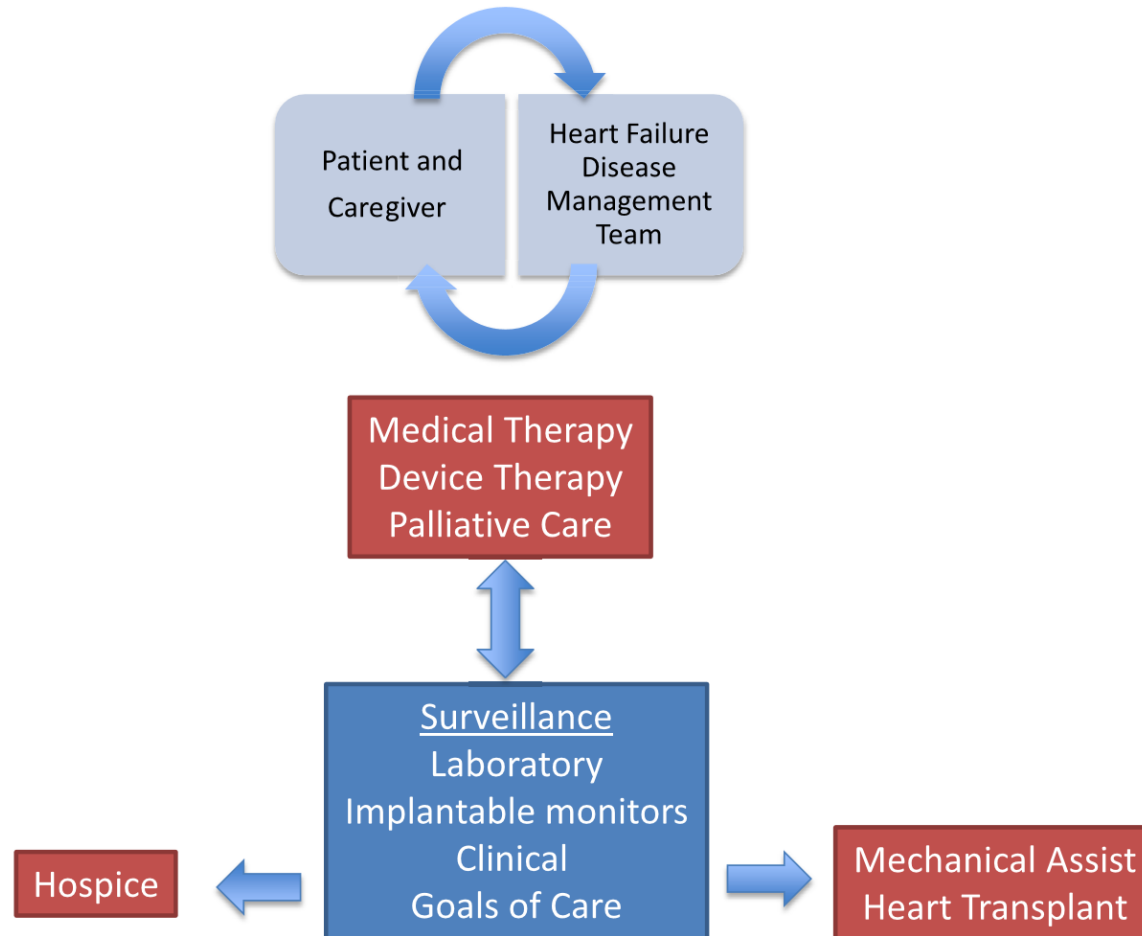 Patient and
Caregiver
Heart Failure
Disease
Management
Team
Medical Therapy
Device Therapy
Palliative Care
Surveillance
Laboratory
Implantable monitors
Clinical
Goals of Care
Hospice
Mechanical Assist
Heart Transplant